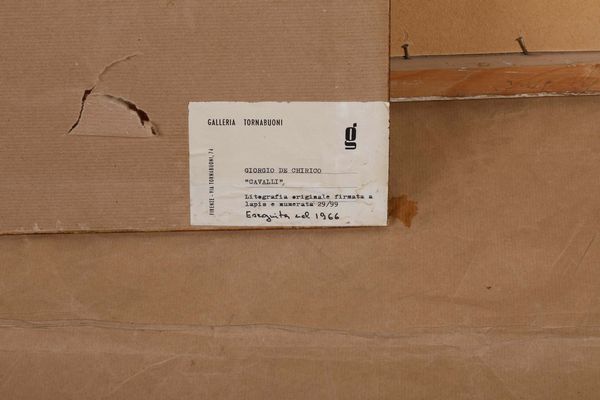 GALLERIA TORNABUONI
g
FIRENZE - VIA TORNABUONI, 74
GIORGIO DE CHIRICO
"CAVALLI",
Litografia originale firmata a
lapis e numerata 29/99
Eseguita nel 1966